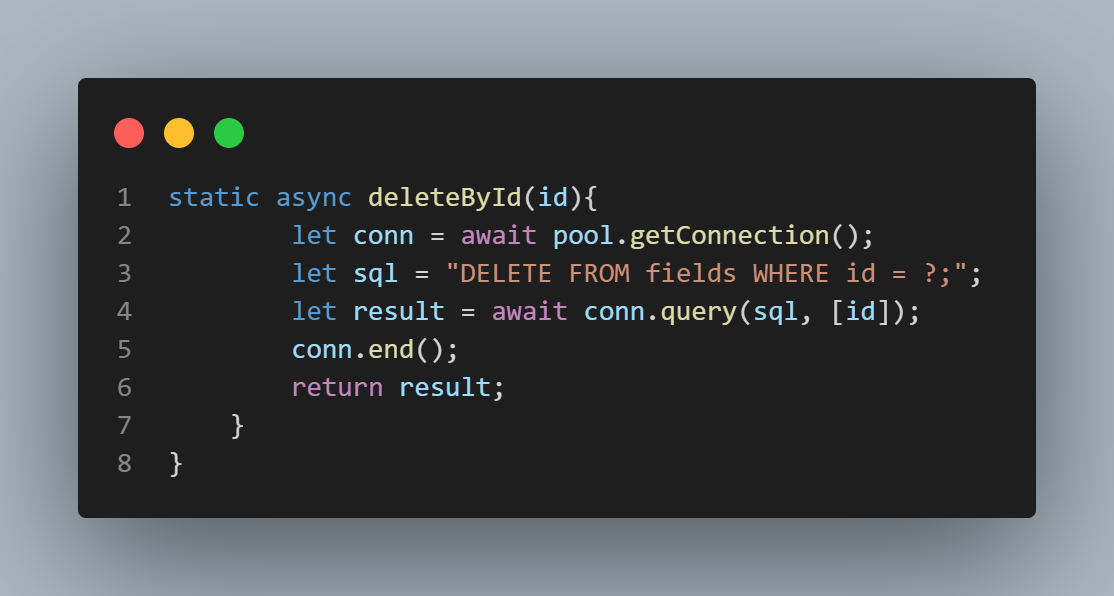 1 static async deleteById(id){
2         let conn = await pool.getConnection();
3         let sql = "DELETE FROM fields WHERE id = ?;";
4         let result = await conn.query(sql, [id]);
5         conn.end();
6         return result;
7     }
8 }